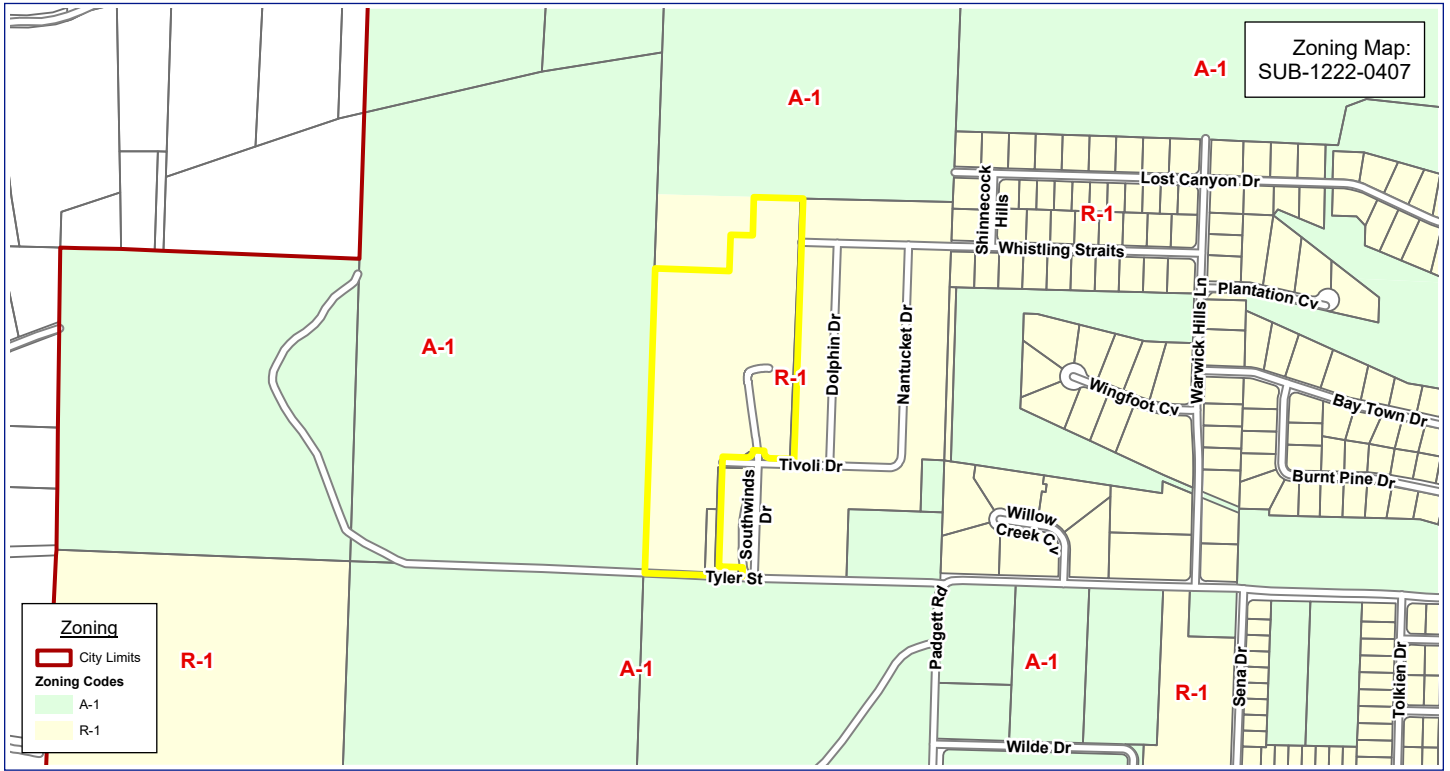 Zoning Map:
SUB-1222-0407
A-1
A-1
Lost Canyon Dr
Shinnecock
Hills
R-1
Whistling Straits
Plantation Cv
Warwick Hills Ln
A-1
Dolphin Dr
Nantucket Dr
R-1
Wingfoot Cv
Bay Town Dr
Tivoli Dr
Burnt Pine Dr
Southwinds
Dr
Willow
Creek Cv
Tyler St
Padgett Rd
A-1
A-1
R-1
R-1
Sena Dr
Tolkien Dr
Wilde Dr
Zoning
City Limits
Zoning Codes
A-1
R-1